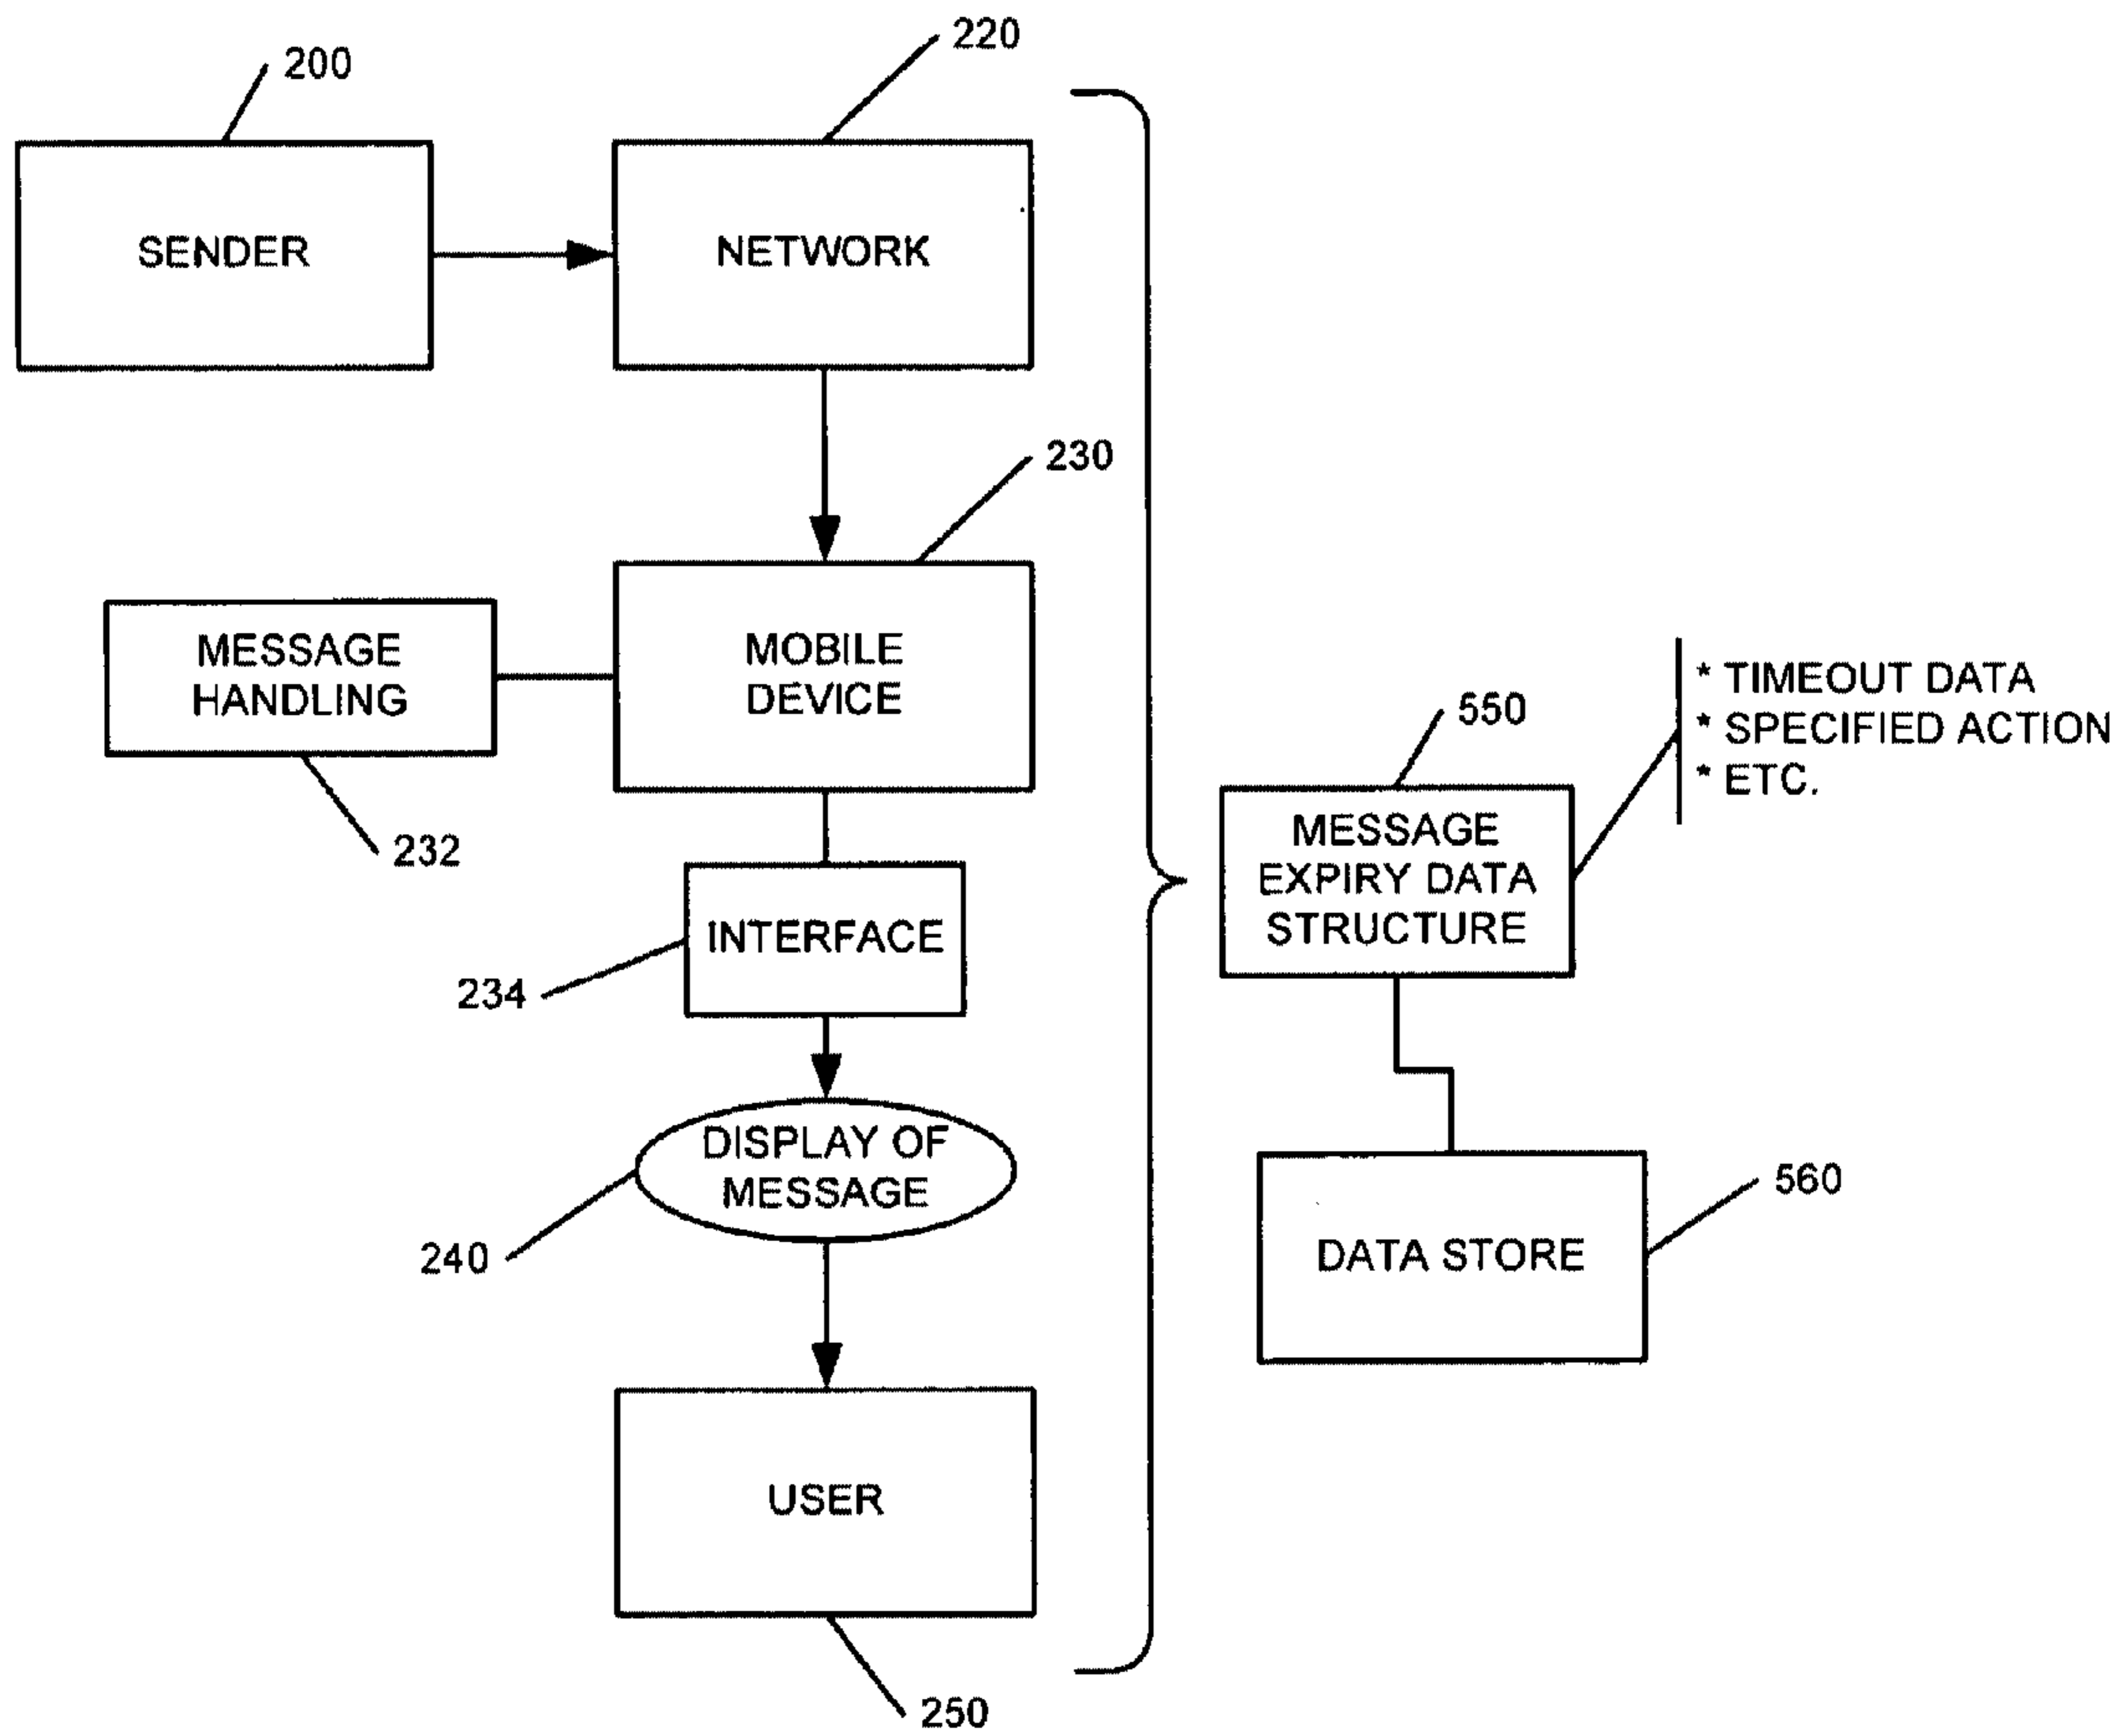 200
220
SENDER
NETWORK
230
MESSAGE
HANDLING
MOBILE
DEVICE
232
INTERFACE
234
DISPLAY OF
MESSAGE
240
USER
250
* TIMEOUT DATA
* SPECIFIED ACTION
* ETC.
550
MESSAGE
EXPIRY DATA
STRUCTURE
560
DATA STORE